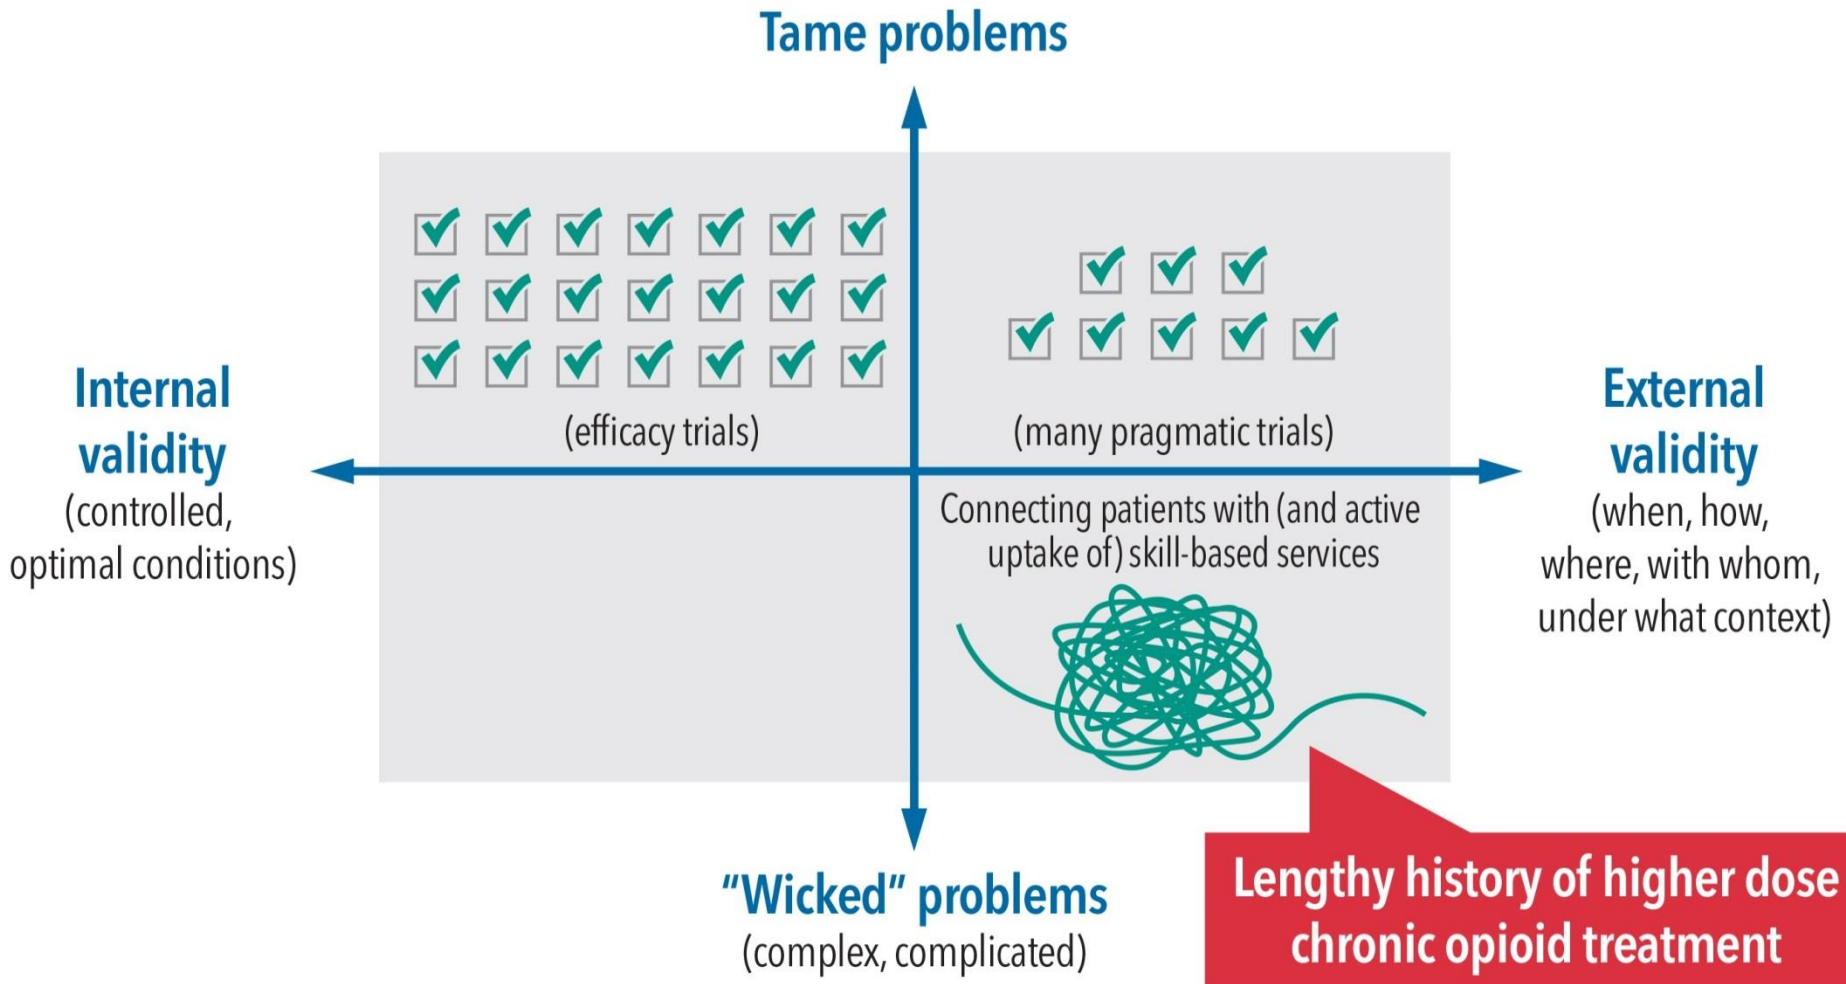 Tame problems
(efficacy trials)
(many pragmatic trials)
Internal
validity
(controlled,
optimal conditions)
External
validity
(when, how,
where, with whom,
under what context)
Connecting patients with (and active
uptake of) skill-based services
“Wicked” problems
(complex, complicated)
Lengthy history of higher dose
chronic opioid treatment